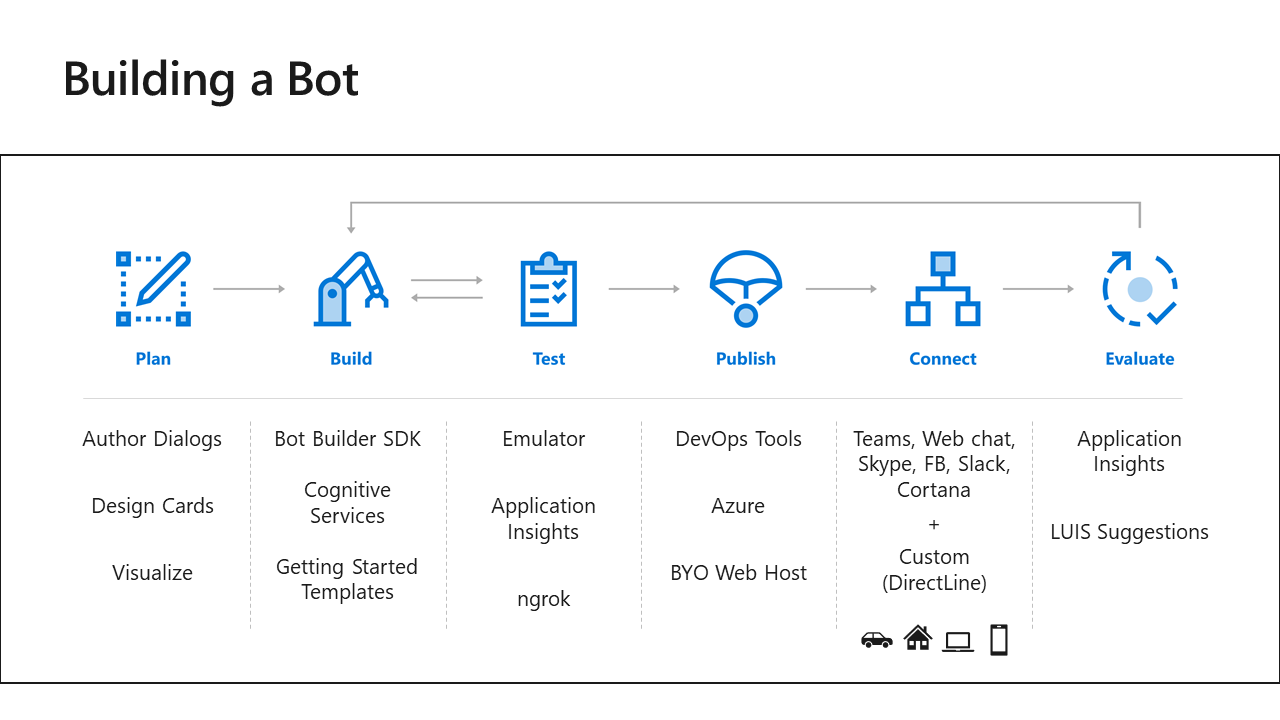 Building a Bot
Plan
Build
Test
Publish
Connect
Evaluate
Author Dialogs
Design Cards
Visualize
Bot Builder SDK
Cognitive
Services
Getting Started
Templates
Emulator
Application
Insights
ngrok
DevOps Tools
Azure
BYO Web Host
Teams, Web chat,
Skype, FB, Slack,
Cortana
+
Custom
(DirectLine)
Application
Insights
LUIS Suggestions